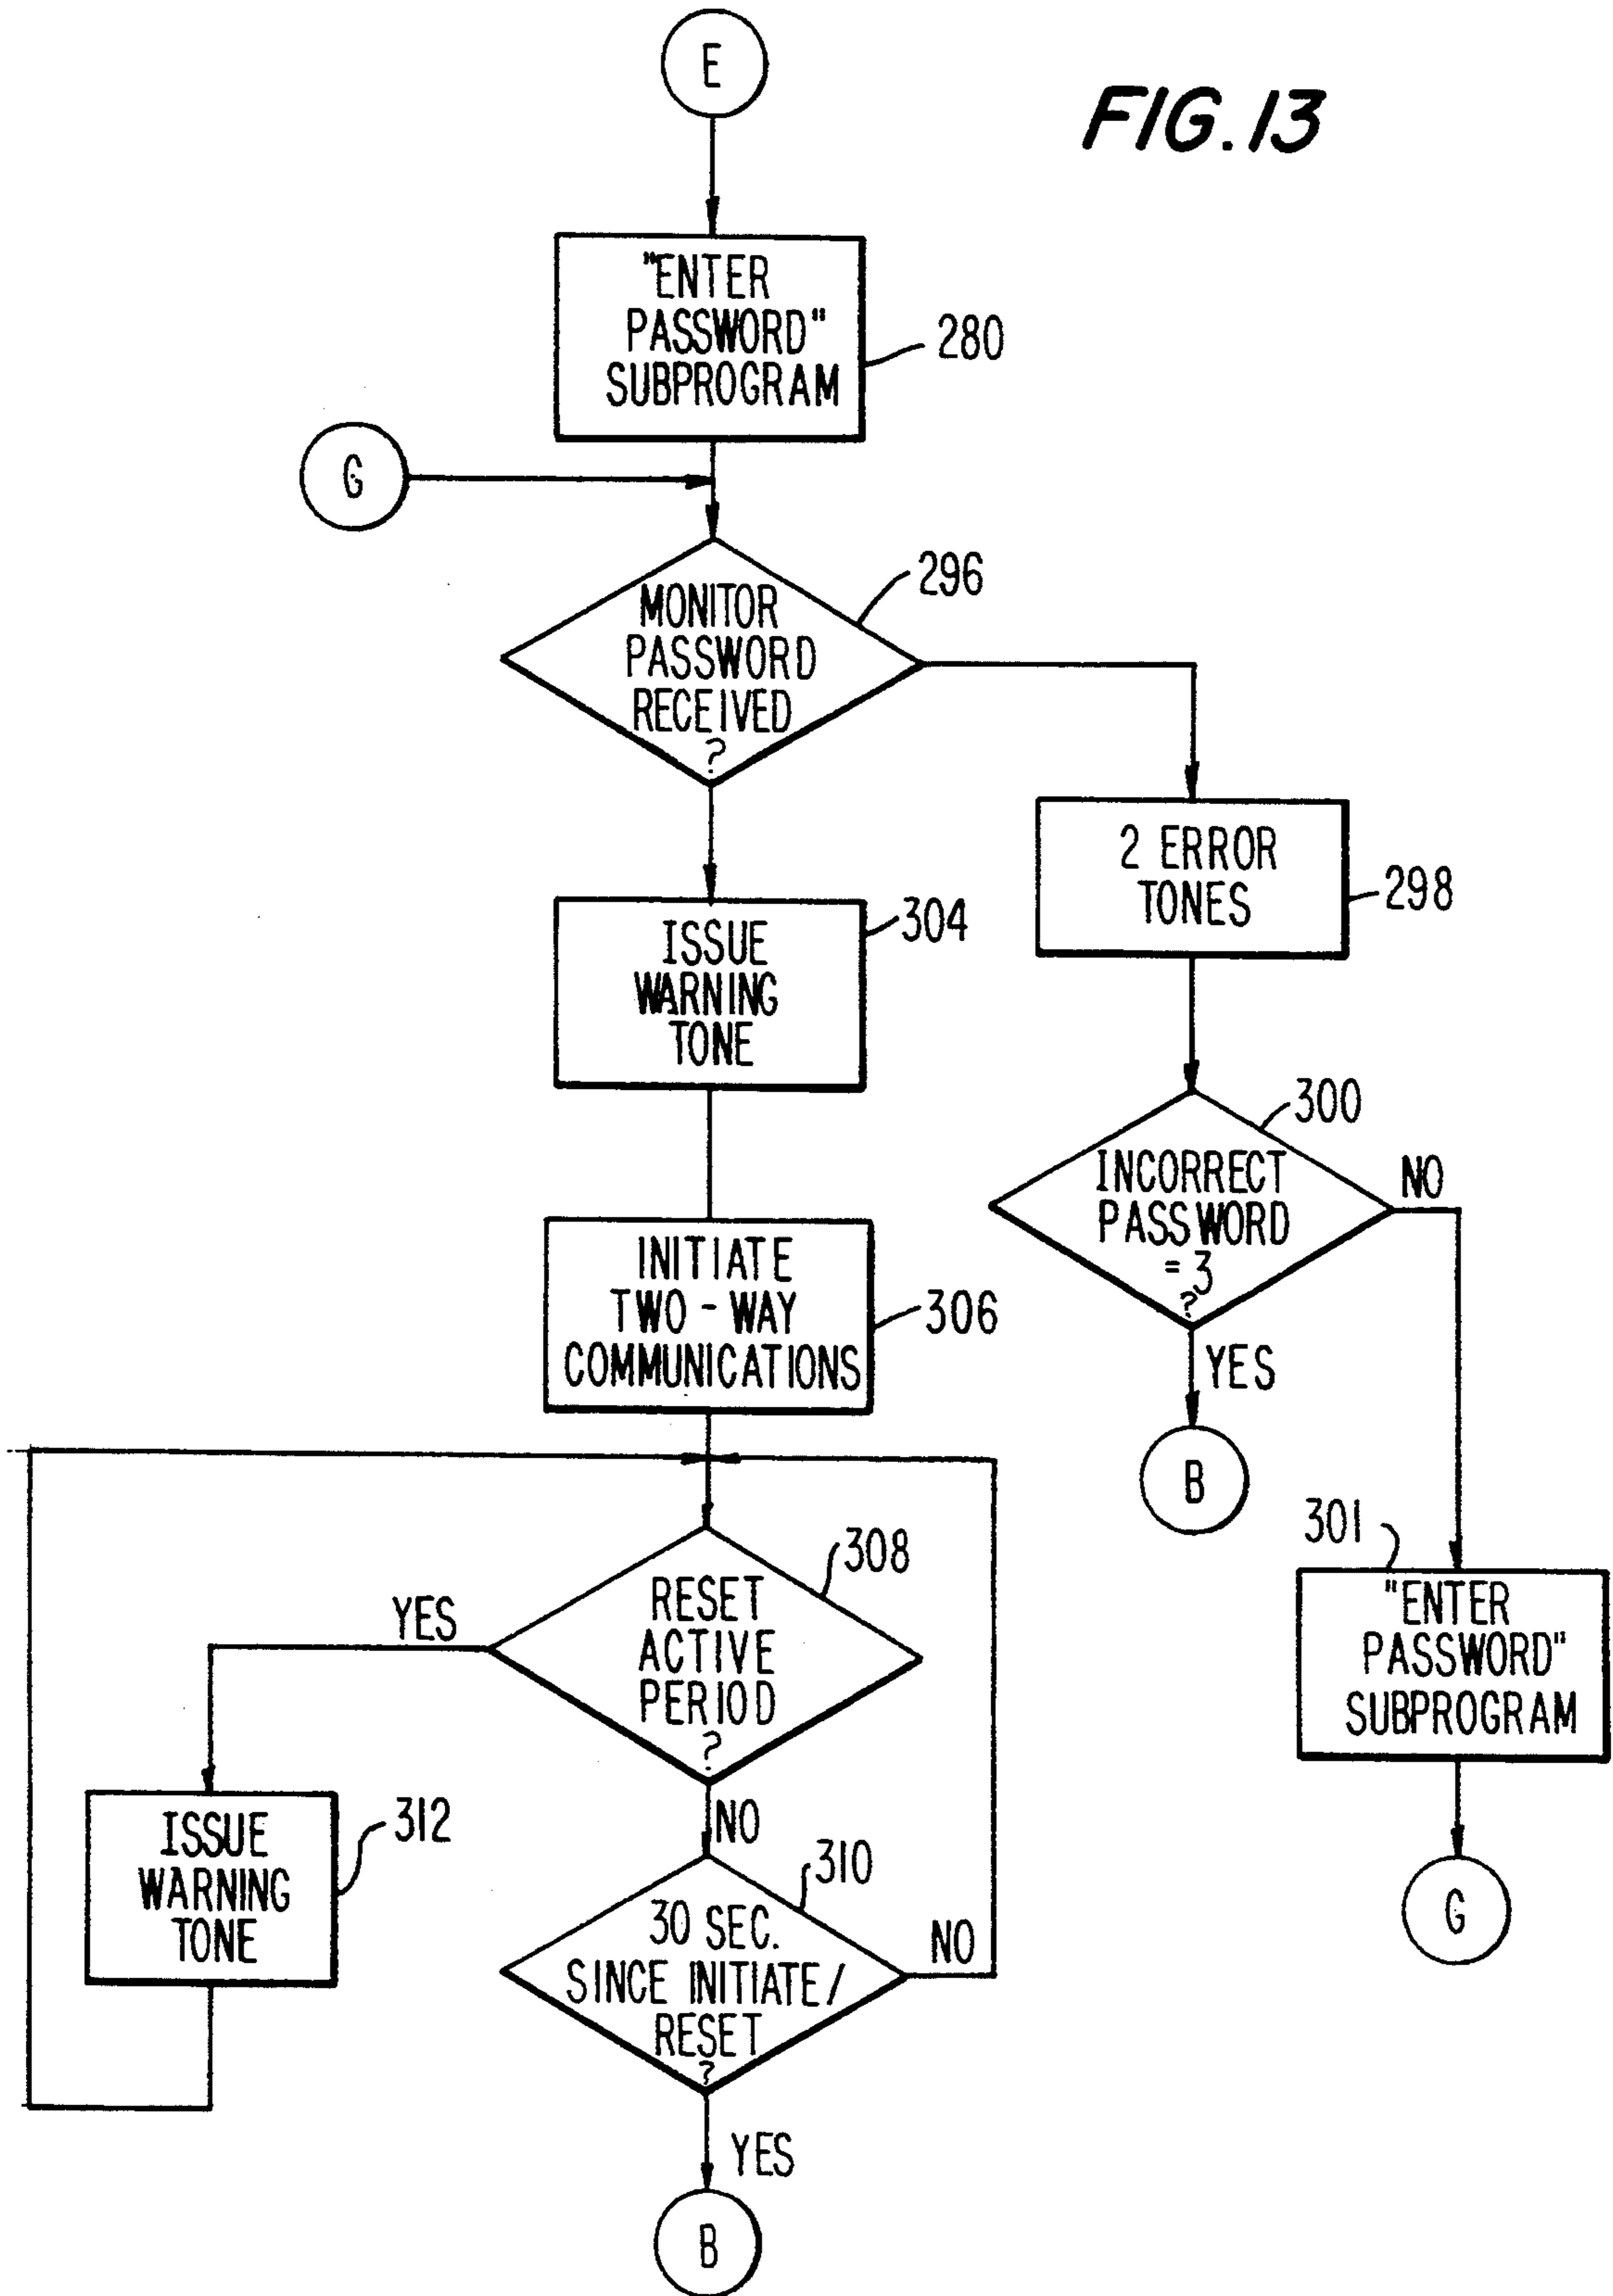 E
FIG. 13
"ENTER
PASSWORD"
SUBPROGRAM
280
G
296
MONITOR
PASSWORD
RECEIVED
?
2 ERROR
TONES
298
304
ISSUE
WARNING
TONE
300
INCORRECT
PASSWORD
= 3
?
NO
YES
B
INITIATE
TWO - WAY
COMMUNICATIONS
306
301
"ENTER
PASSWORD"
SUBPROGRAM
G
308
RESET
ACTIVE
PERIOD
?
YES
NO
ISSUE
WARNING
TONE
312
310
30 SEC.
SINCE INITIATE /
RESET
?
NO
YES
B